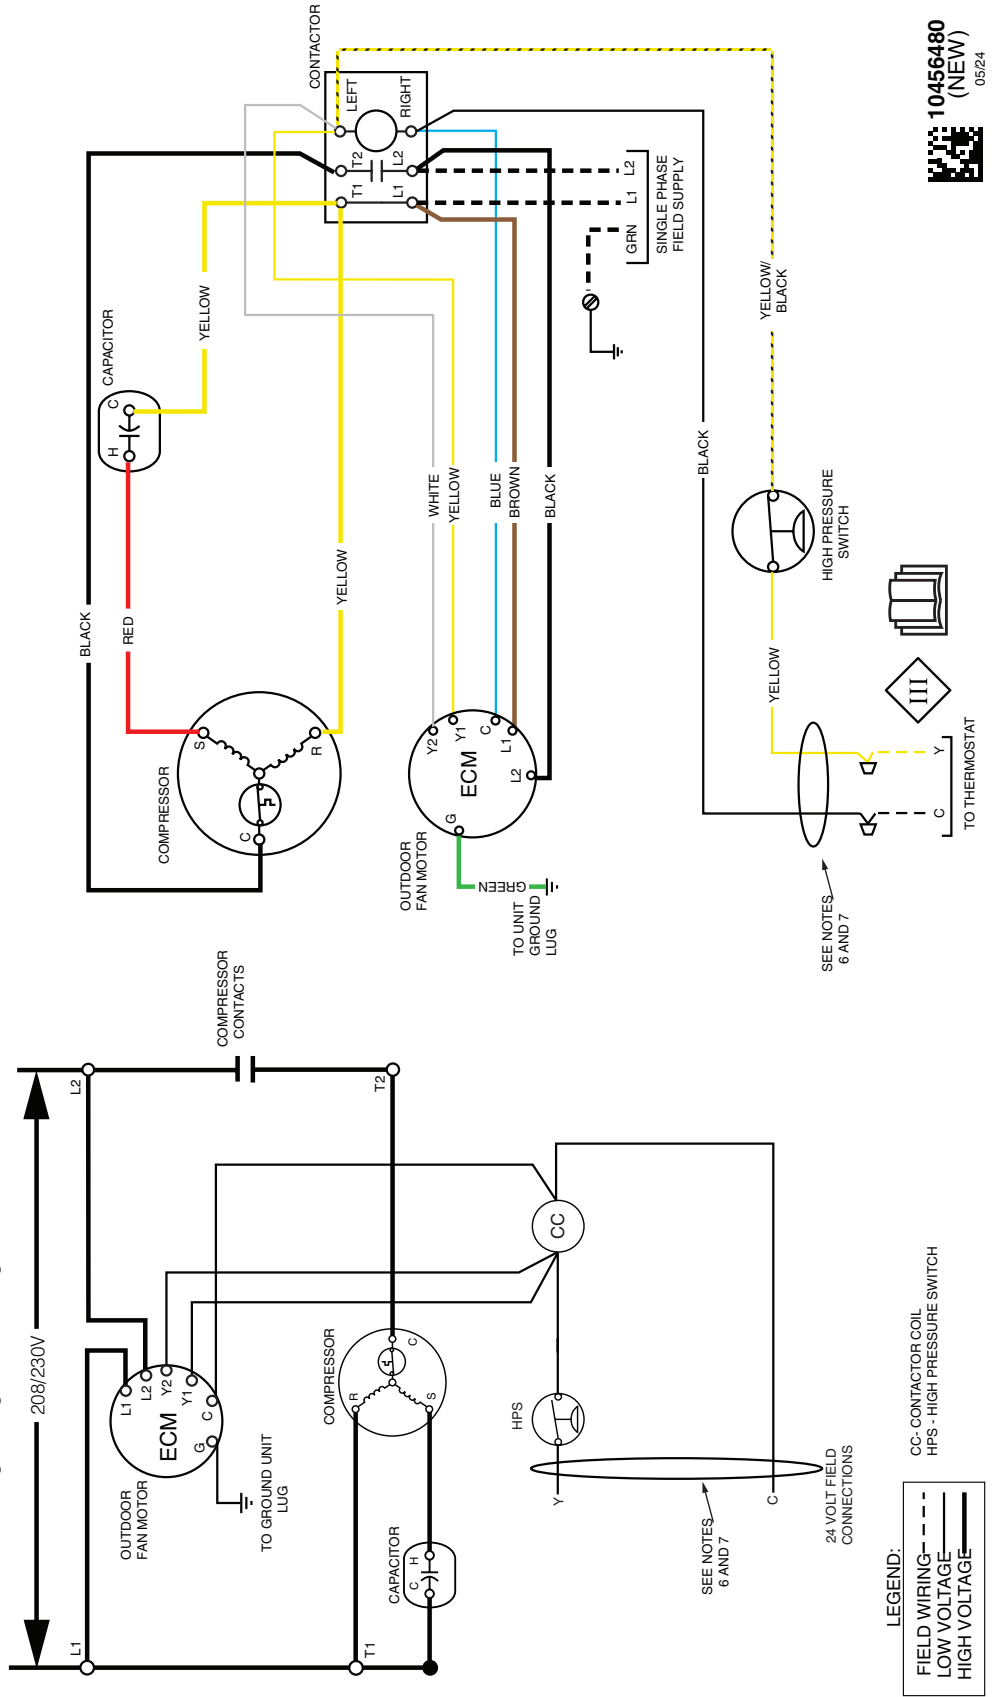 208/230V
L1
L2
OUTDOOR
FAN MOTOR
ECM
L1
L2
Y2
Y1
C
G
TO GROUND UNIT
LUG
COMPRESSOR
CONTACTS
T1
T2
COMPRESSOR
R
S
C
CAPACITOR
C
H
HPS
CC
Y
C
SEE NOTES
6 AND 7
24 VOLT FIELD
CONNECTIONS
LEGEND:
FIELD WIRING
LOW VOLTAGE
HIGH VOLTAGE
CC- CONTACTOR COIL
HPS - HIGH PRESSURE SWITCH
BLACK
RED
CAPACITOR
H
C
YELLOW
COMPRESSOR
S
R
C
YELLOW
CONTACTOR
LEFT
RIGHT
T2
L2
T1
L1
OUTDOOR
FAN MOTOR
ECM
Y2
Y1
C
L1
L2
G
GREEN
TO UNIT
GROUND
LUG
WHITE
YELLOW
BLUE
BROWN
BLACK
GRN
L1
L2
SINGLE PHASE
FIELD SUPPLY
BLACK
YELLOW/
BLACK
HIGH PRESSURE
SWITCH
YELLOW
SEE NOTES
6 AND 7
C
Y
TO THERMOSTAT
III
10456480
(NEW)
05/24